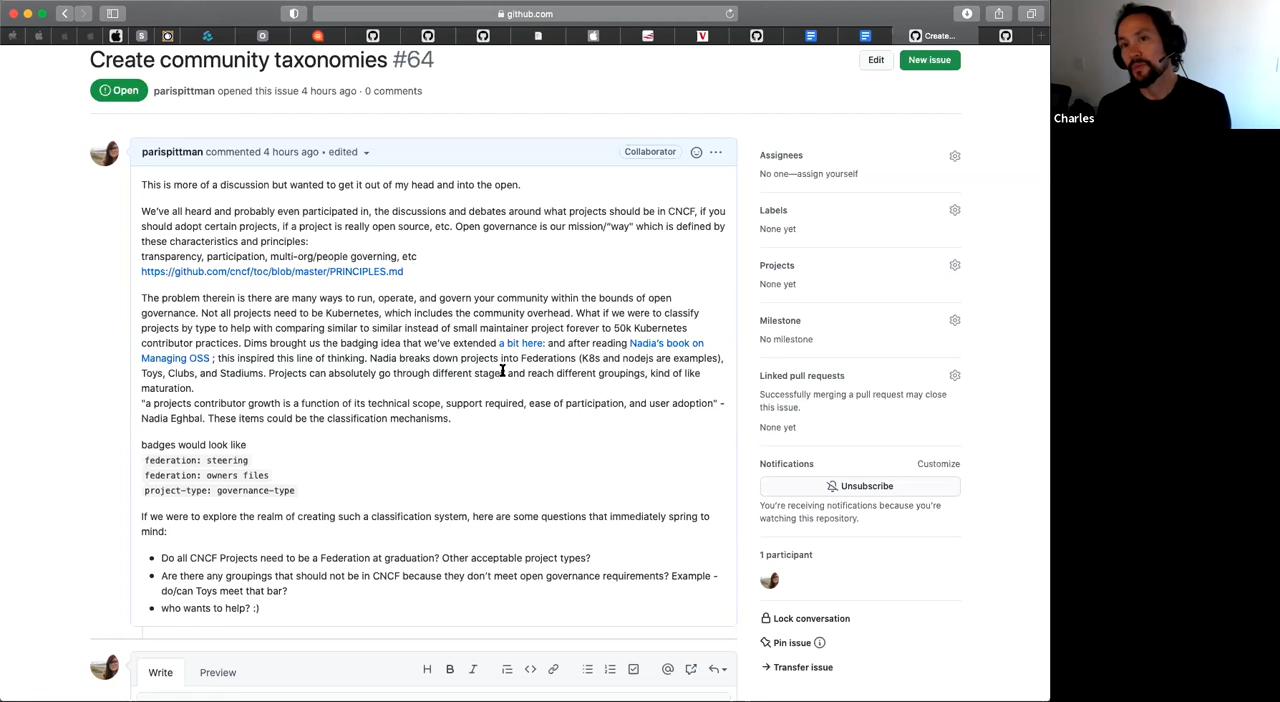 github.com
Create...
Create community taxonomies #64
Edit
New issue
Open
parispittman opened this issue 4 hours ago · 0 comments
Charles
parispittman commented 4 hours ago • edited
Collaborator
This is more of a discussion but wanted to get it out of my head and into the open.
We've all heard and probably even participated in, the discussions and debates around what projects should be in CNCF, if you
should adopt certain projects, if a project is really open source, etc. Open governance is our mission/"way" which is defined by
these characteristics and principles:
transparency, participation, multi-org/people governing, etc
https://github.com/cncf/toc/blob/master/PRINCIPLES.md
The problem therein is there are many ways to run, operate, and govern your community within the bounds of open
governance. Not all projects need to be Kubernetes, which includes the community overhead. What if we were to classify
projects by type to help with comparing similar to similar instead of small maintainer project forever to 50k Kubernetes
contributor practices. Dims brought us the badging idea that we've extended a bit here: and after reading Nadia's book on
Managing OSS ; this inspired this line of thinking. Nadia breaks down projects into Federations (K8s and nodejs are examples),
Toys, Clubs, and Stadiums. Projects can absolutely go through different stages and reach different groupings, kind of like
maturation.
"a projects contributor growth is a function of its technical scope, support required, ease of participation, and user adoption" -
Nadia Eghbal. These items could be the classification mechanisms.
badges would look like
federation: steering
federation: owners files
project-type: governance-type
If we were to explore the realm of creating such a classification system, here are some questions that immediately spring to
mind:
• Do all CNCF Projects need to be a Federation at graduation? Other acceptable project types?
• Are there any groupings that should not be in CNCF because they don't meet open governance requirements? Example -
do/can Toys meet that bar?
• who wants to help? :)
Write
Preview
Assignees
No one—assign yourself
Labels
None yet
Projects
None yet
Milestone
No milestone
Linked pull requests
Successfully merging a pull request may close
this issue.
None yet
Notifications
Customize
Unsubscribe
You're receiving notifications because you're
watching this repository.
1 participant
Lock conversation
Pin issue
Transfer issue